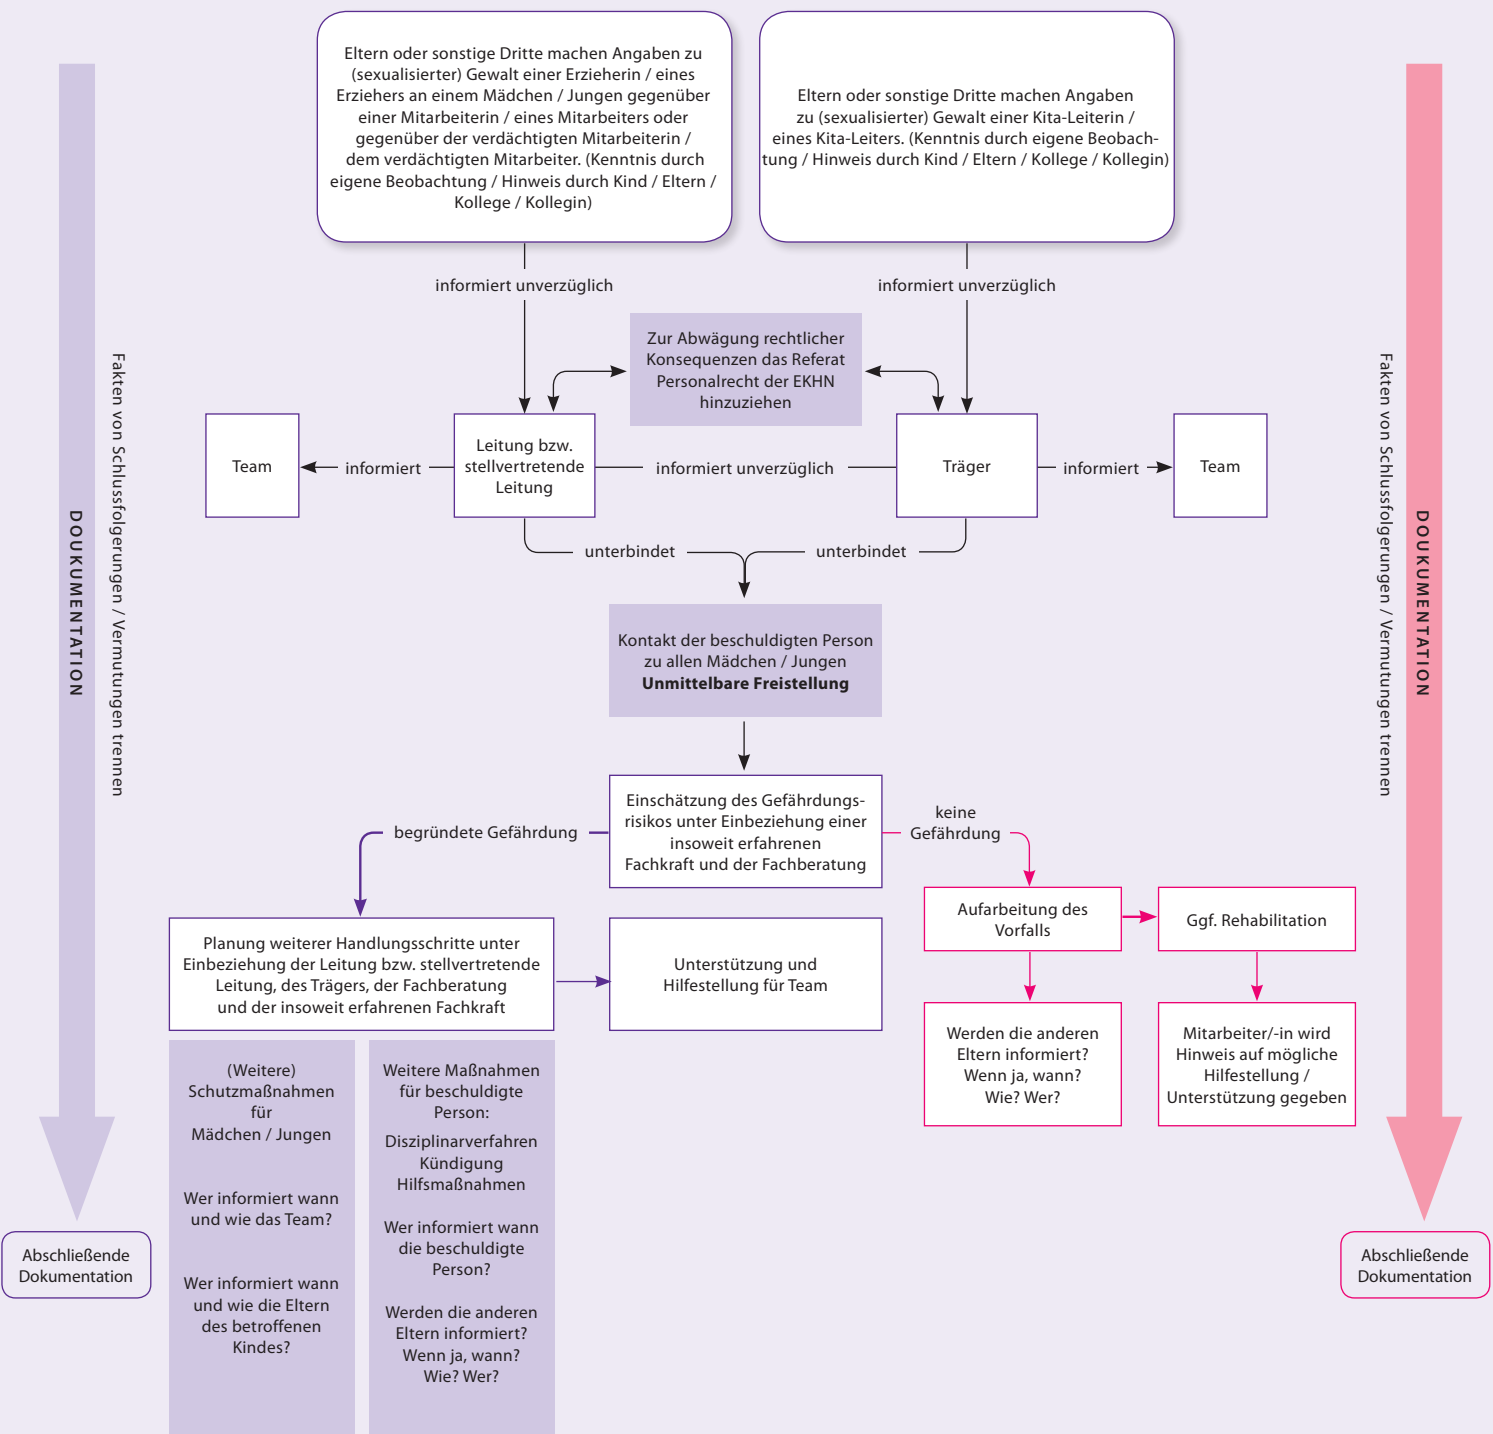 Eltern oder sonstige Dritte machen Angaben zu
(sexualisierter) Gewalt einer Erzieherin / eines
Erziehers an einem Mädchen / Jungen gegenüber
einer Mitarbeiterin / eines Mitarbeiters oder
gegenüber der verdächtigten Mitarbeiterin /
dem verdächtigten Mitarbeiter. (Kenntnis durch
eigene Beobachtung / Hinweis durch Kind / Eltern /
Kollege / Kollegin)
Eltern oder sonstige Dritte machen Angaben
zu (sexualisierter) Gewalt einer Kita-Leiterin /
eines Kita-Leiters. (Kenntnis durch eigene Beobach-
tung / Hinweis durch Kind / Eltern / Kollege / Kollegin)
informiert unverzüglich
informiert unverzüglich
Zur Abwägung rechtlicher
Konsequenzen das Referat
Personalrecht der EKHN
hinzuziehen
Team
informiert
Leitung bzw.
stellvertretende
Leitung
informiert unverzüglich
Träger
informiert
Team
unterbindet
unterbindet
Kontakt der beschuldigten Person
zu allen Mädchen / Jungen
Unmittelbare Freistellung
Einschätzung des Gefährdungs-
risikos unter Einbeziehung einer
insoweit erfahrenen
Fachkraft und der Fachberatung
begründete Gefährdung
keine
Gefährdung
Planung weiterer Handlungsschritte unter
Einbeziehung der Leitung bzw. stellvertretende
Leitung, des Trägers, der Fachberatung
und der insoweit erfahrenen Fachkraft
Unterstützung und
Hilfestellung für Team
Aufarbeitung des
Vorfalls
Ggf. Rehabilitation
Werden die anderen
Eltern informiert?
Wenn ja, wann?
Wie? Wer?
Mitarbeiter/-in wird
Hinweis auf mögliche
Hilfestellung /
Unterstützung gegeben
(Weitere)
Schutzmaßnahmen
für
Mädchen / Jungen
Wer informiert wann
und wie das Team?
Wer informiert wann
und wie die Eltern
des betroffenen
Kindes?
Weitere Maßnahmen
für beschuldigte
Person:
Disziplinarverfahren
Kündigung
Hilfsmaßnahmen
Wer informiert wann
die beschuldigte
Person?
Werden die anderen
Eltern informiert?
Wenn ja, wann?
Wie? Wer?
DOUKUMENTATION
Fakten von Schlussfolgerungen / Vermutungen trennen
Abschließende
Dokumentation
Fakten von Schlussfolgerungen / Vermutungen trennen
DOUKUMENTATION
Abschließende
Dokumentation